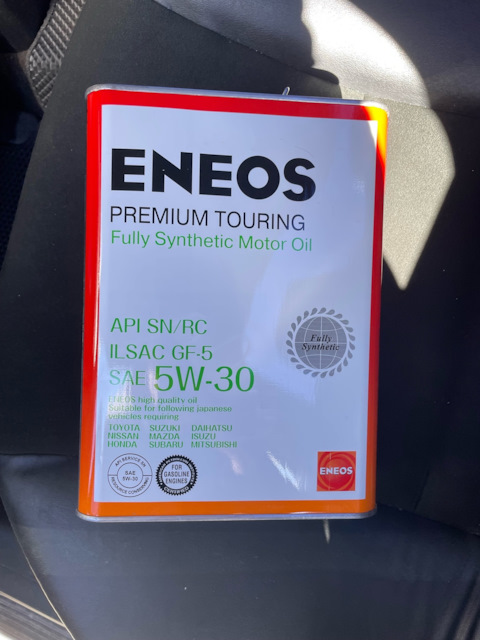 ENEOS
PREMIUM TOURING
Fully Synthetic Motor Oil
API SN/RC
ILSAC GF-5
SAE 5W-30
Fully
Synthetic
ENEOS high quality oil
Suitable for following japanese
vehicles requiring
TOYOTA SUZUKI DAIHATSU
NISSAN MAZDA ISUZU
HONDA SUBARU MITSUBISHI
API SERVICE SN
SAE
5W-30
RESOURCE CONSERVING
FOR
GASOLINE
ENGINES
ENEOS